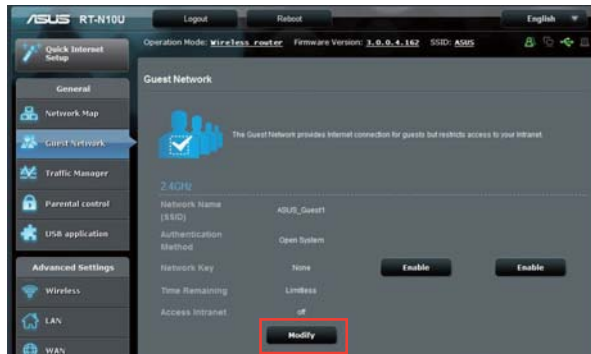 ASUS RT-N10U
Logout
Reboot
English
Operation Mode: Wireless router Firmware Version: 3.0.0.4.162 SSID: ASUS
Quick Internet
Setup
General
Network Map
Guest Network
Traffic Manager
Parental control
USB application
Advanced Settings
Wireless
LAN
WAN
Guest Network
The Guest Network provides Internet connection for guests but restricts access to your Intranet.
2.4GHz
Network Name
(SSID)
ASUS_Guest1
Authentication
Method
Open System
Network Key
None
Enable
Enable
Time Remaining
Limitless
Access Intranet
off
Modify